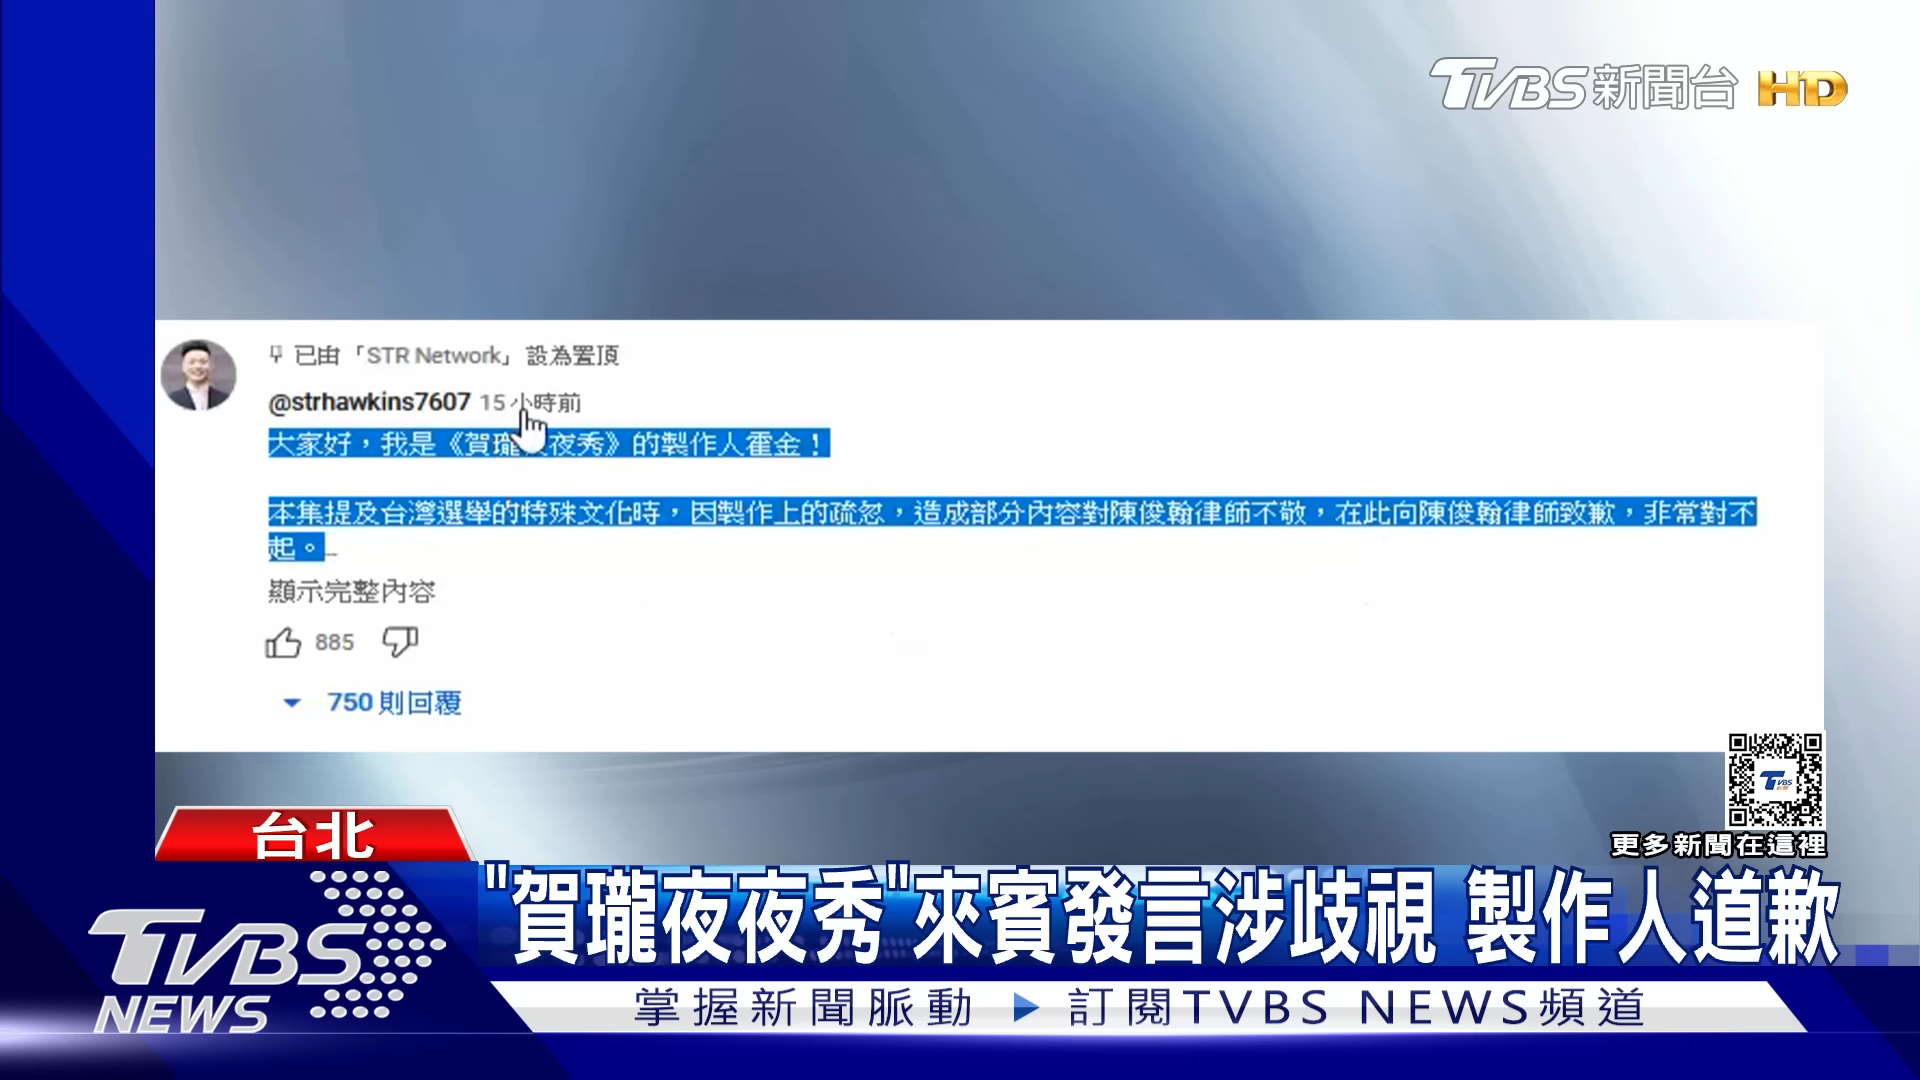 TVBS新聞台 HD
已由「STR Network」設為置頂
@strhawkins7607 15 小時前
大家好，我是《賀瓏夜夜秀》的製作人霍金！
本集提及台灣選舉的特殊文化時，因製作上的疏忽，造成部分內容對陳俊翰律師不敬，在此向陳俊翰律師致歉，非常對不
起。...
顯示完整內容
885
750 則回覆
TVBS
更多新聞在這裡
台北
"賀瓏夜夜秀"來賓發言涉歧視 製作人道歉
TVBS
NEWS
掌握新聞脈動 ▶ 訂閱TVBS NEWS頻道